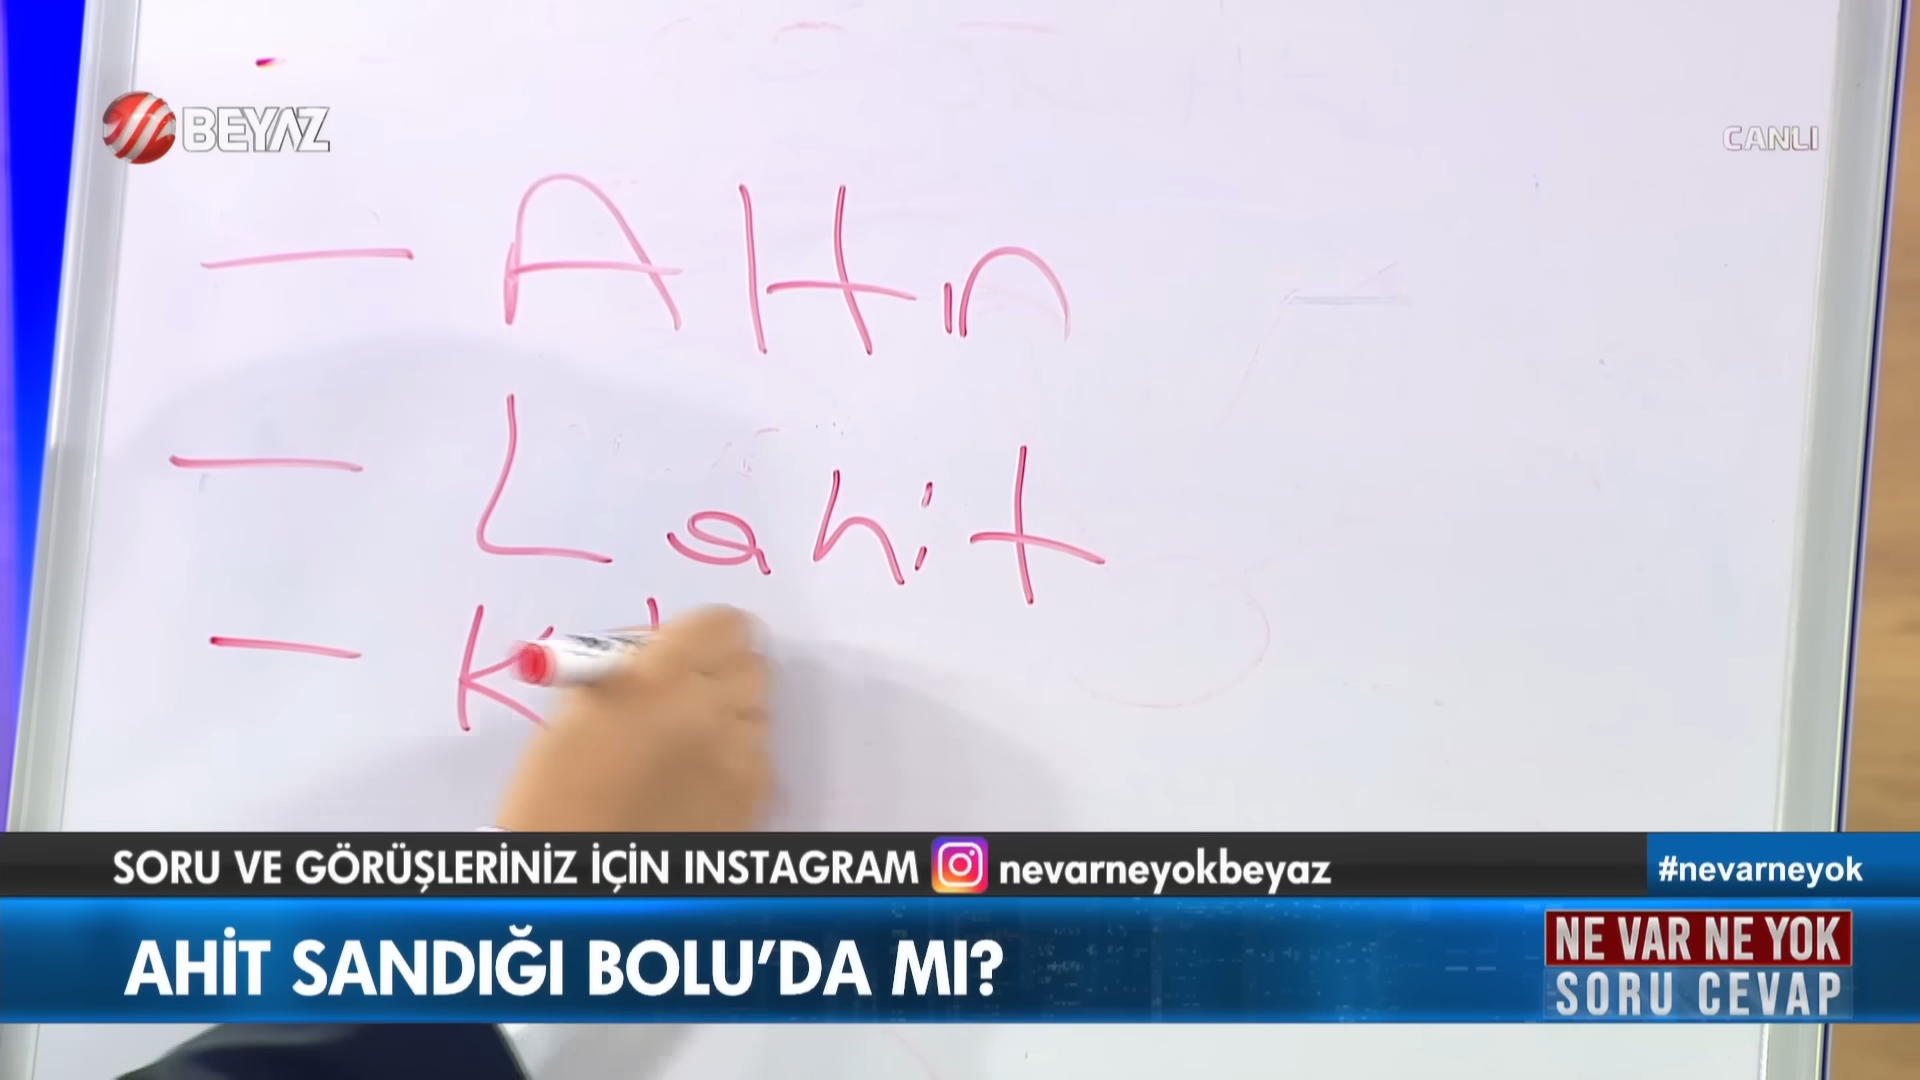 BEYAZ
CANLI
- Altın
- Lahit
- K
SORU VE GÖRÜŞLERİNİZ İÇİN INSTAGRAM nevarneyokbeyaz
#nevarneyok
AHİT SANDIĞI BOLU'DA MI?
NE VAR NE YOK
SORU CEVAP